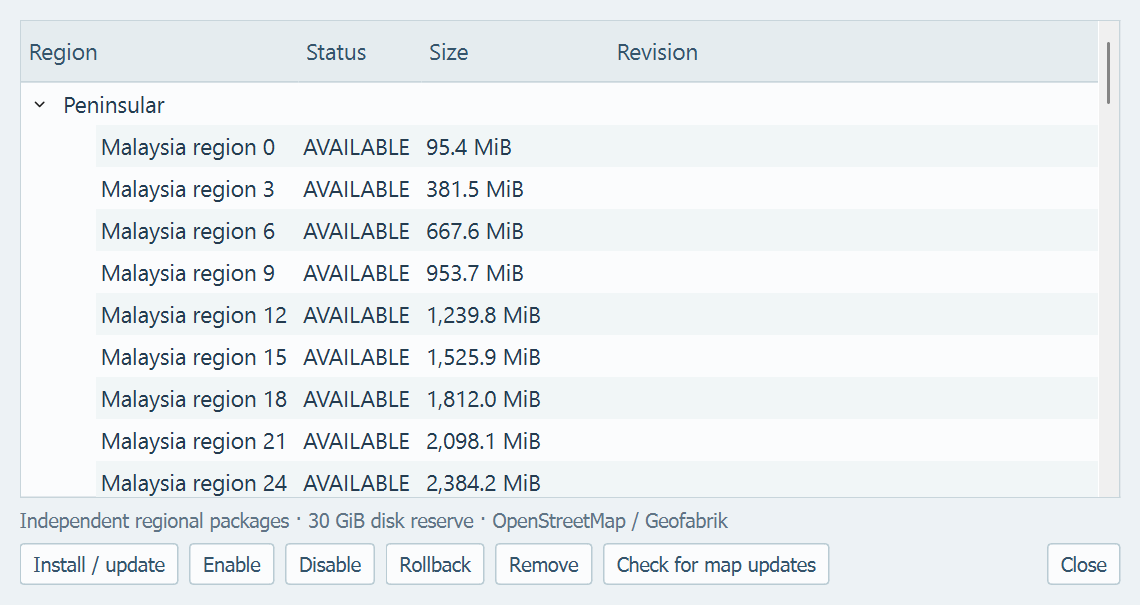 Region Status Size Revision
Peninsular
Malaysia region 0 AVAILABLE 95.4 MiB
Malaysia region 3 AVAILABLE 381.5 MiB
Malaysia region 6 AVAILABLE 667.6 MiB
Malaysia region 9 AVAILABLE 953.7 MiB
Malaysia region 12 AVAILABLE 1,239.8 MiB
Malaysia region 15 AVAILABLE 1,525.9 MiB
Malaysia region 18 AVAILABLE 1,812.0 MiB
Malaysia region 21 AVAILABLE 2,098.1 MiB
Malaysia region 24 AVAILABLE 2,384.2 MiB
Independent regional packages · 30 GiB disk reserve · OpenStreetMap / Geofabrik
Install / update Enable Disable Rollback Remove Check for map updates Close